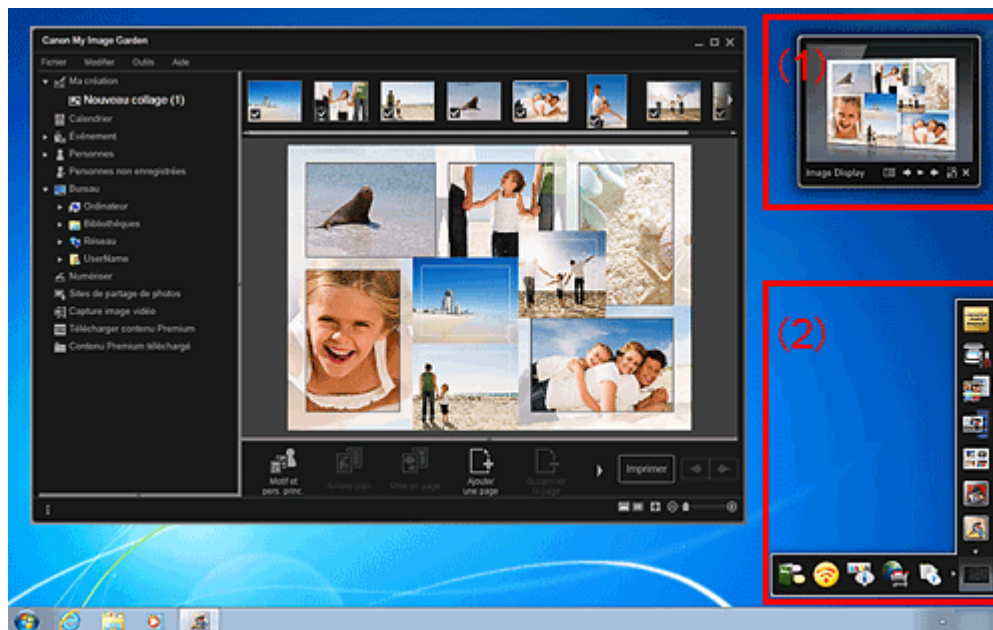 Canon My Image Garden
Fichier Modifier Outils Aide
Ma création
Nouveau collage (1)
Calendrier
Événement
Personnes
Personnes non enregistrées
Bureau
Ordinateur
Bibliothèques
Réseau
UserName
Numériser
Sites de partage de photos
Capture image vidéo
Télécharger contenu Premium
Contenu Premium téléchargé
Motif et
pers. princ.
Arrière-plan
Mise en page
Ajouter
une page
Supprimer
la page
Imprimer
(1)
Image Display
(2)